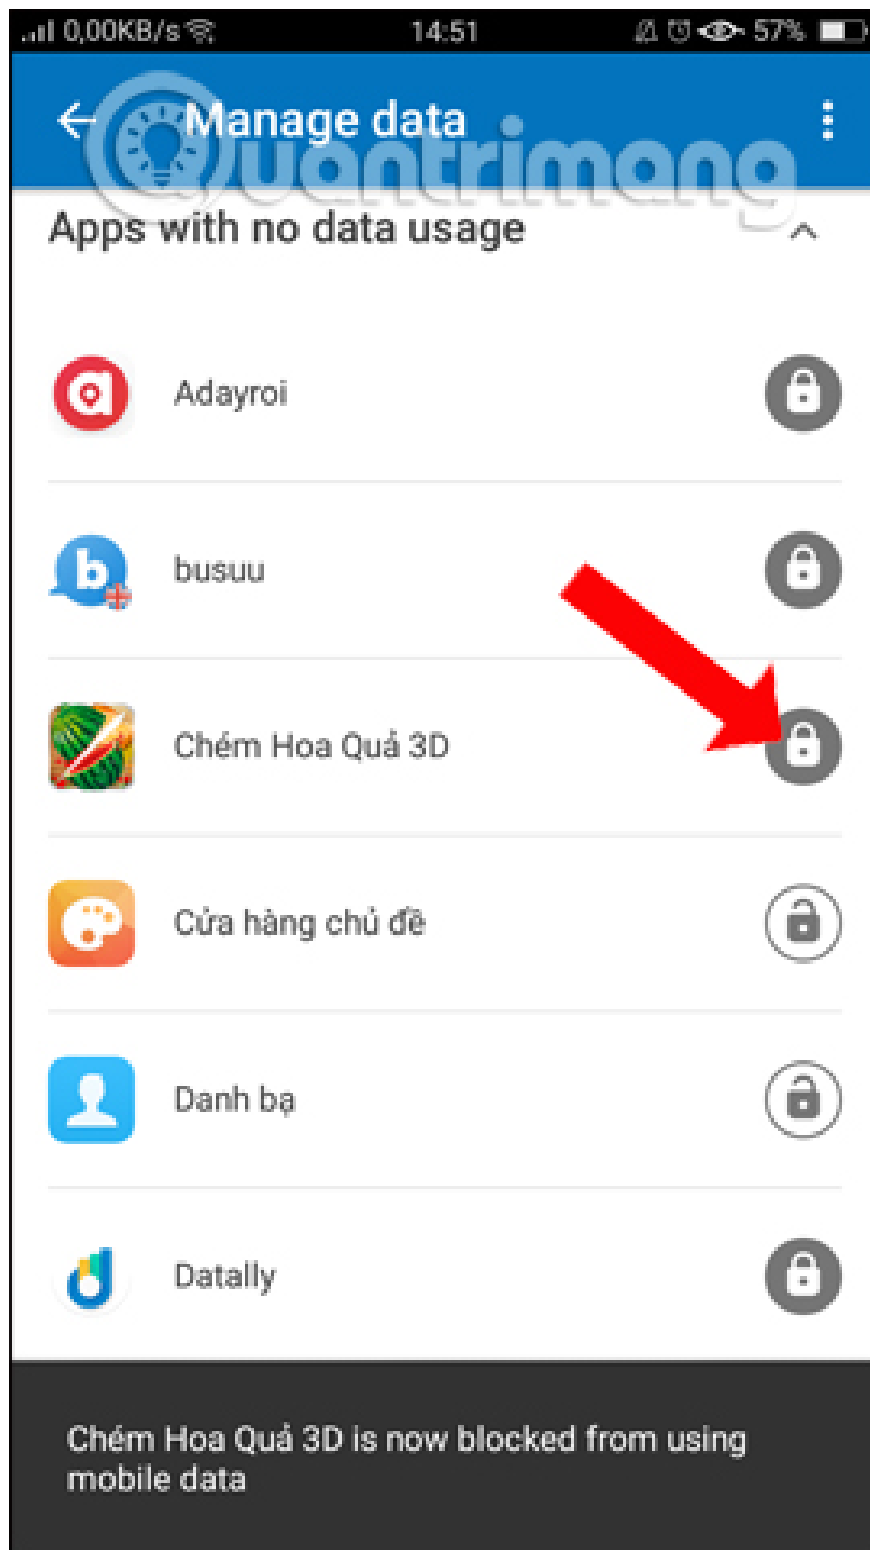 0,00KB/s 14:51 57%
Manage data
Quantrimang
Apps with no data usage
Adayroi
busuu
Chém Hoa Quả 3D
Cửa hàng chủ đề
Danh bạ
Datally
Chém Hoa Quả 3D is now blocked from using
mobile data